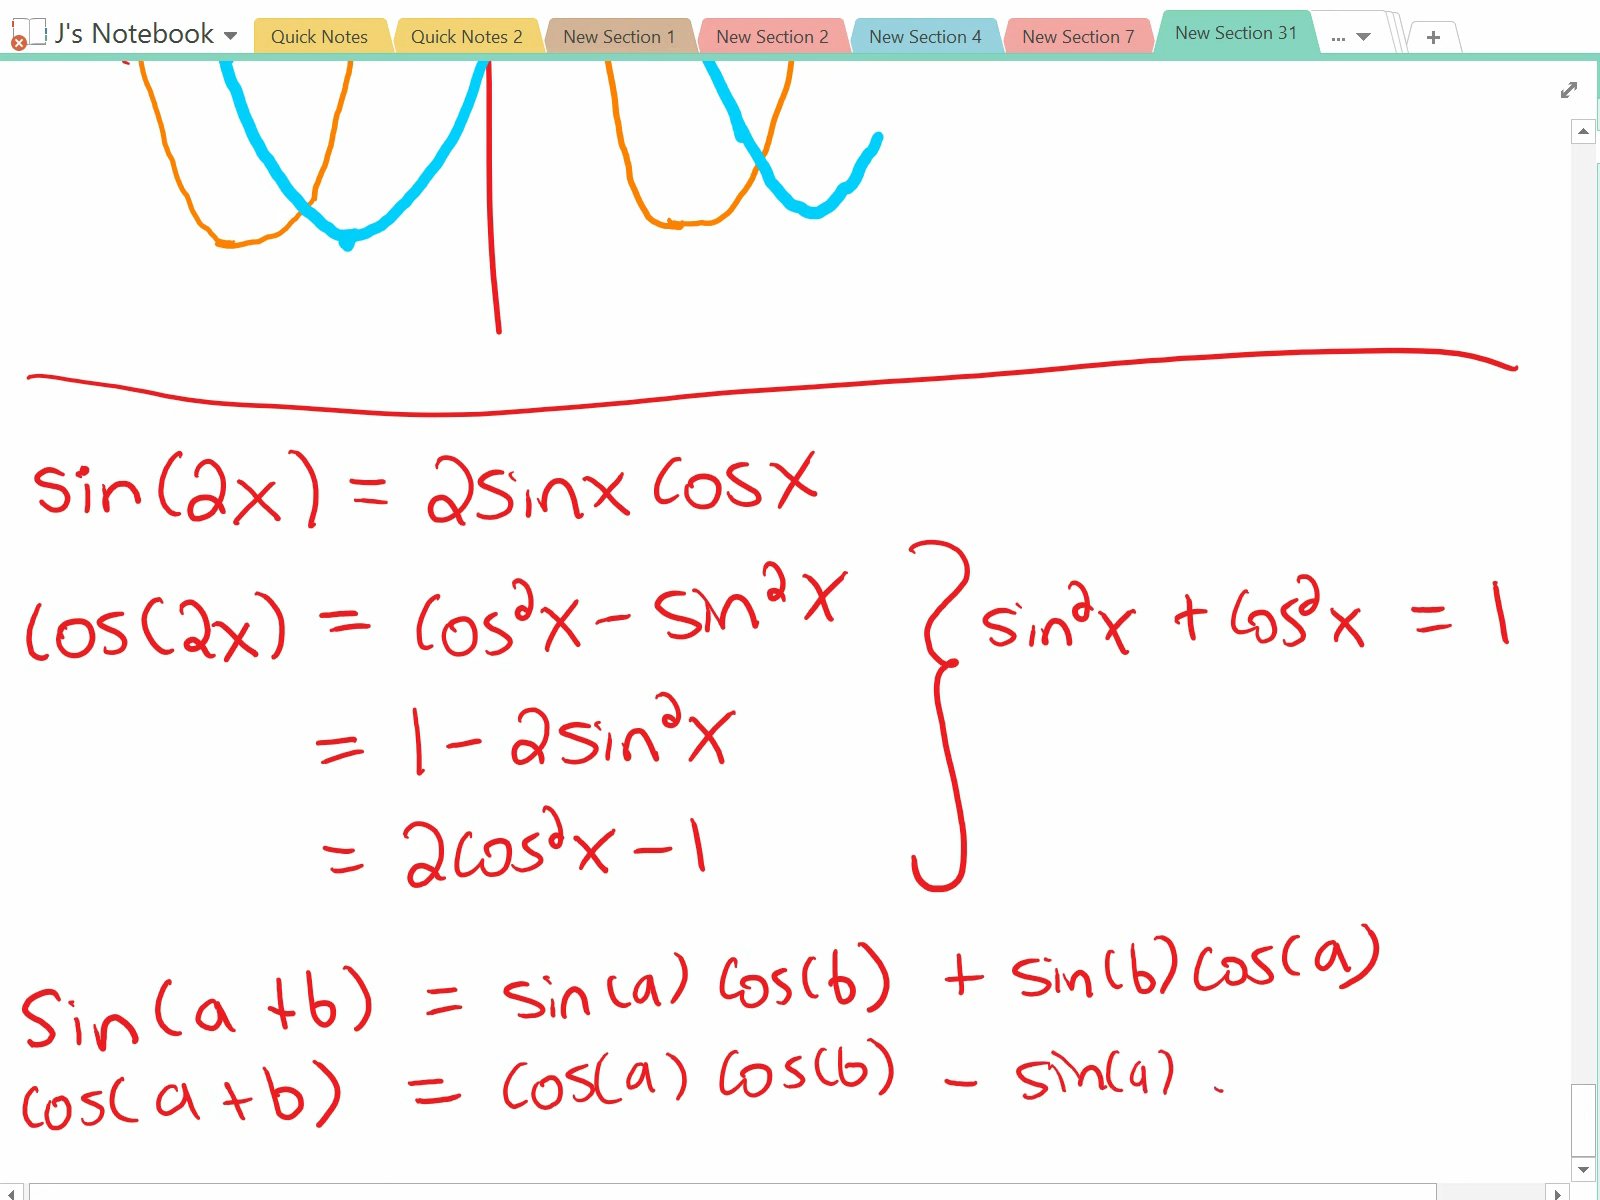 J's Notebook Quick Notes Quick Notes 2 New Section 1 New Section 2 New Section 4 New Section 7 New Section 31 ... +
sin(2x) = 2sinx cosx
cos(2x) = cos²x - sin²x } sin²x + cos²x = 1
= 1 - 2sin²x
= 2cos²x - 1
sin(a+b) = sin(a) cos(b) + sin(b) cos(a)
cos(a+b) = cos(a) cos(b) - sin(a) .